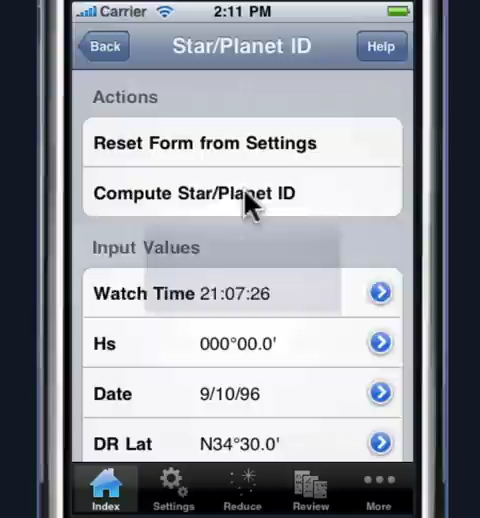 Carrier 2:11 PM
Back Star/Planet ID Help
Actions
Reset Form from Settings
Compute Star/Planet ID
Input Values
Watch Time 21:07:26
Hs 000°00.0'
Date 9/10/96
DR Lat N34°30.0'
Index Settings Reduce Review More